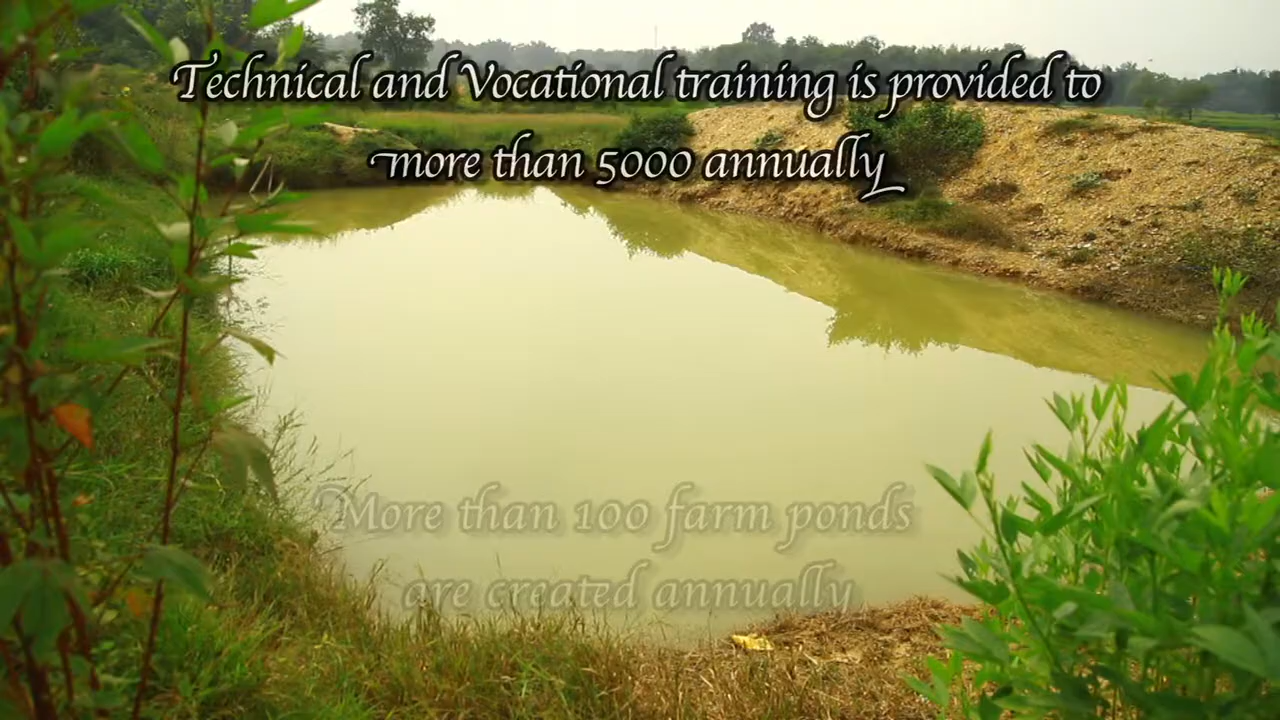 Technical and Vocational training is provided to
more than 5000 annually
More than 100 farm ponds
are created annually